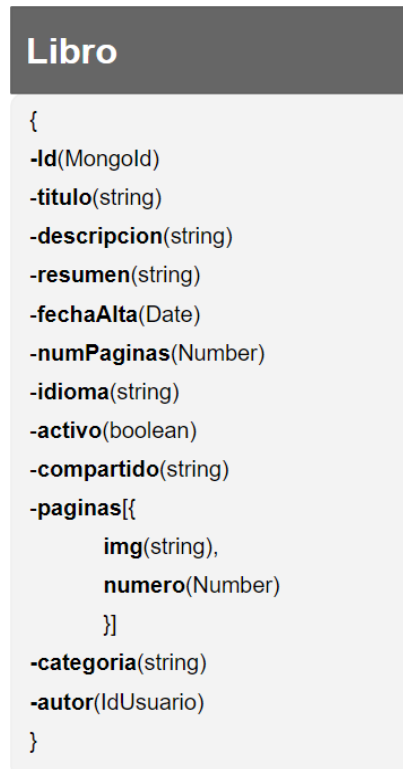 Libro
{
-Id(MongoId)
-titulo(string)
-descripcion(string)
-resumen(string)
-fechaAlta(Date)
-numPaginas(Number)
-idioma(string)
-activo(boolean)
-compartido(string)
-paginas[{
img(string),
numero(Number)
}]
-categoria(string)
-autor(IdUsuario)
}